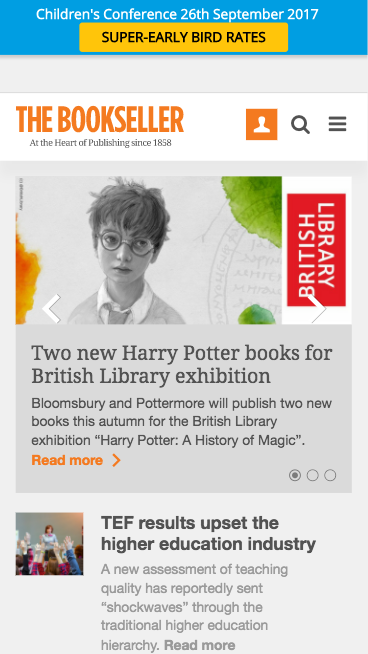 Children's Conference 26th September 2017
SUPER-EARLY BIRD RATES
THE BOOKSELLER
At the Heart of Publishing since 1858
BRITISH
LIBRARY
Two new Harry Potter books for
British Library exhibition
Bloomsbury and Pottermore will publish two new
books this autumn for the British Library
exhibition “Harry Potter: A History of Magic”.
Read more
TEF results upset the
higher education industry
A new assessment of teaching
quality has reportedly sent
“shockwaves” through the
traditional higher education
hierarchy. Read more